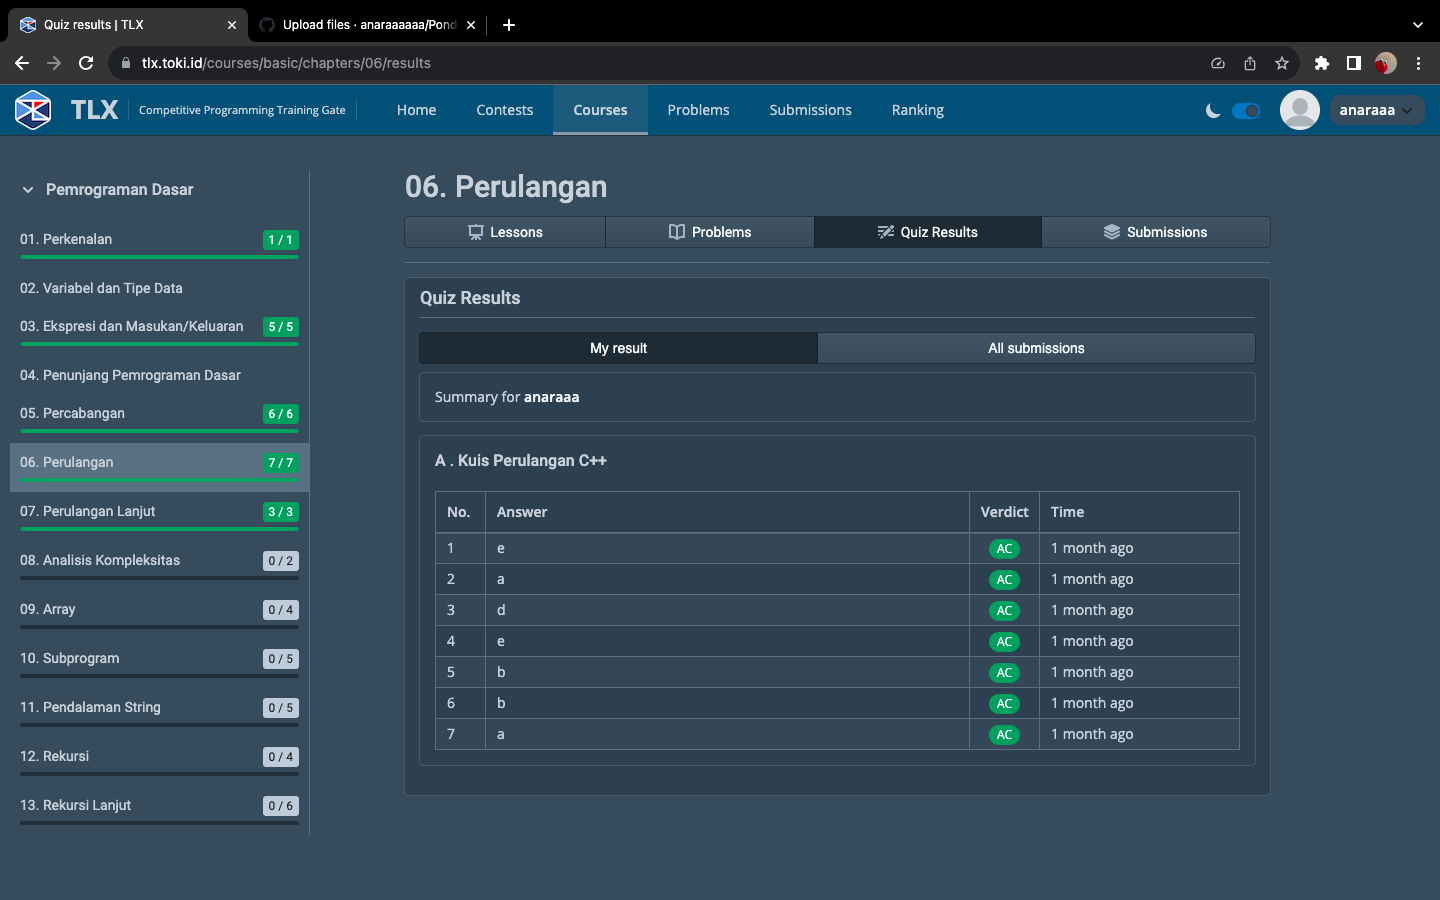 Quiz results | TLX
Upload files · anaraaaaaa/Pond
tlx.toki.id/courses/basic/chapters/06/results
TLX
Competitive Programming Training Gate
Home
Contests
Courses
Problems
Submissions
Ranking
anaraaa
Pemrograman Dasar
01. Perkenalan 1 / 1
02. Variabel dan Tipe Data
03. Ekspresi dan Masukan/Keluaran 5 / 5
04. Penunjang Pemrograman Dasar
05. Percabangan 6 / 6
06. Perulangan 7 / 7
07. Perulangan Lanjut 3 / 3
08. Analisis Kompleksitas 0 / 2
09. Array 0 / 4
10. Subprogram 0 / 5
11. Pendalaman String 0 / 5
12. Rekursi 0 / 4
13. Rekursi Lanjut 0 / 6
06. Perulangan
Lessons
Problems
Quiz Results
Submissions
Quiz Results
My result
All submissions
Summary for anaraaa
A . Kuis Perulangan C++
No. Answer Verdict Time
1 e AC 1 month ago
2 a AC 1 month ago
3 d AC 1 month ago
4 e AC 1 month ago
5 b AC 1 month ago
6 b AC 1 month ago
7 a AC 1 month ago